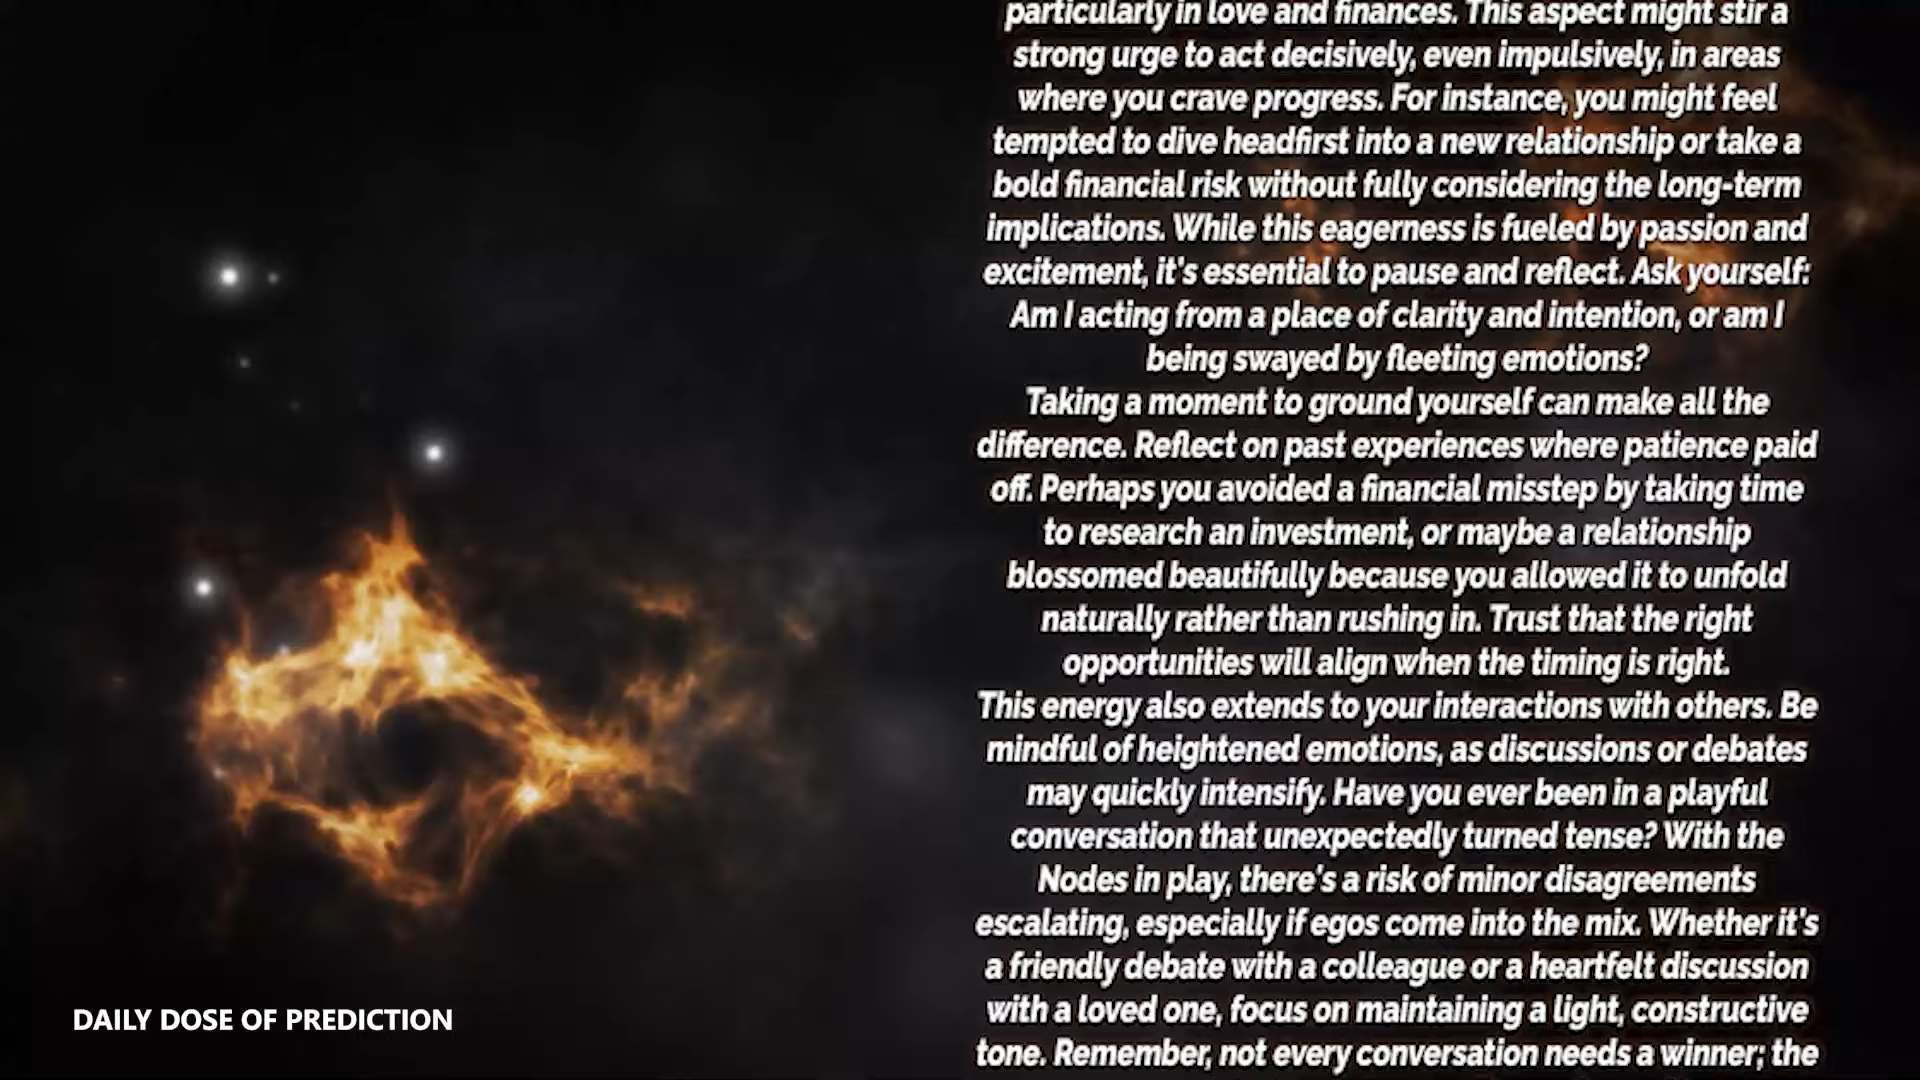 particularly in love and finances. This aspect might stir a
strong urge to act decisively, even impulsively, in areas
where you crave progress. For instance, you might feel
tempted to dive headfirst into a new relationship or take a
bold financial risk without fully considering the long-term
implications. While this eagerness is fueled by passion and
excitement, it's essential to pause and reflect. Ask yourself:
Am I acting from a place of clarity and intention, or am I
being swayed by fleeting emotions?
Taking a moment to ground yourself can make all the
difference. Reflect on past experiences where patience paid
off. Perhaps you avoided a financial misstep by taking time
to research an investment, or maybe a relationship
blossomed beautifully because you allowed it to unfold
naturally rather than rushing in. Trust that the right
opportunities will align when the timing is right.
This energy also extends to your interactions with others. Be
mindful of heightened emotions, as discussions or debates
may quickly intensify. Have you ever been in a playful
conversation that unexpectedly turned tense? With the
Nodes in play, there's a risk of minor disagreements
escalating, especially if egos come into the mix. Whether it's
a friendly debate with a colleague or a heartfelt discussion
with a loved one, focus on maintaining a light, constructive
tone. Remember, not every conversation needs a winner; the
DAILY DOSE OF PREDICTION